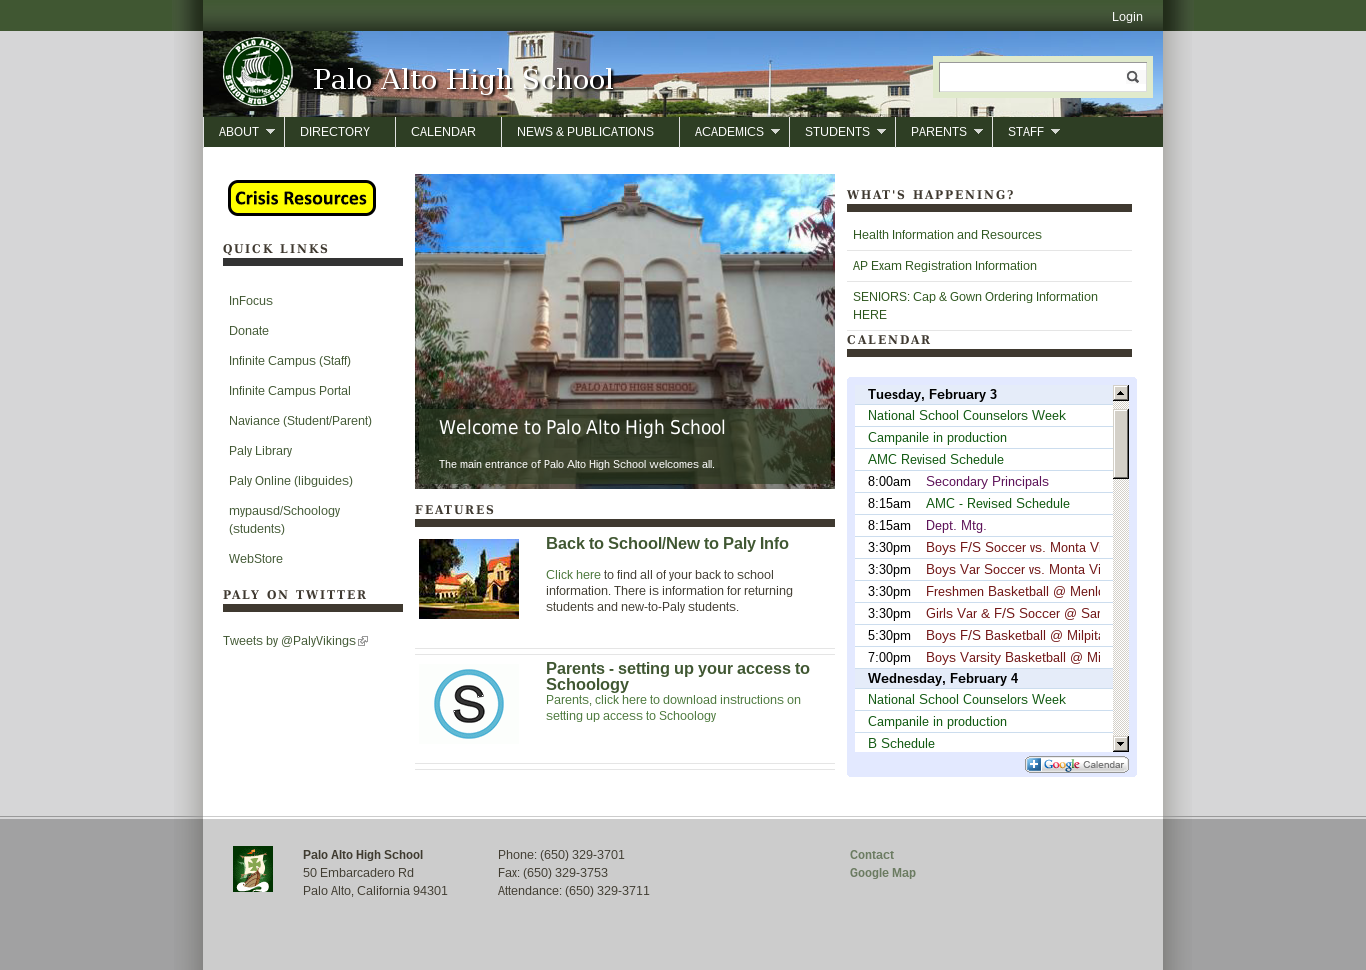 Login
PALO ALTO
Vikings
SENIOR HIGH SCHOOL
Palo Alto High School
ABOUT
DIRECTORY
CALENDAR
NEWS & PUBLICATIONS
ACADEMICS
STUDENTS
PARENTS
STAFF
Crisis Resources
QUICK LINKS
InFocus
Donate
Infinite Campus (Staff)
Infinite Campus Portal
Naviance (Student/Parent)
Paly Library
Paly Online (libguides)
mypausd/Schoology
(students)
WebStore
PALY ON TWITTER
Tweets by @PalyVikings
PALO ALTO HIGH SCHOOL
Welcome to Palo Alto High School
The main entrance of Palo Alto High School welcomes all.
FEATURES
Back to School/New to Paly Info
Click here to find all of your back to school
information. There is information for returning
students and new-to-Paly students.
S
Parents - setting up your access to
Schoology
Parents, click here to download instructions on
setting up access to Schoology
WHAT'S HAPPENING?
Health Information and Resources
AP Exam Registration Information
SENIORS: Cap & Gown Ordering Information
HERE
CALENDAR
Tuesday, February 3
National School Counselors Week
Campanile in production
AMC Revised Schedule
8:00am Secondary Principals
8:15am AMC - Revised Schedule
8:15am Dept. Mtg.
3:30pm Boys F/S Soccer vs. Monta V
3:30pm Boys Var Soccer vs. Monta Vi
3:30pm Freshmen Basketball @ Menlo
3:30pm Girls Var & F/S Soccer @ Sar
5:30pm Boys F/S Basketball @ Milpita
7:00pm Boys Varsity Basketball @ Mi
Wednesday, February 4
National School Counselors Week
Campanile in production
B Schedule
Google Calendar
Palo Alto High School
50 Embarcadero Rd
Palo Alto, California 94301
Phone: (650) 329-3701
Fax: (650) 329-3753
Attendance: (650) 329-3711
Contact
Google Map